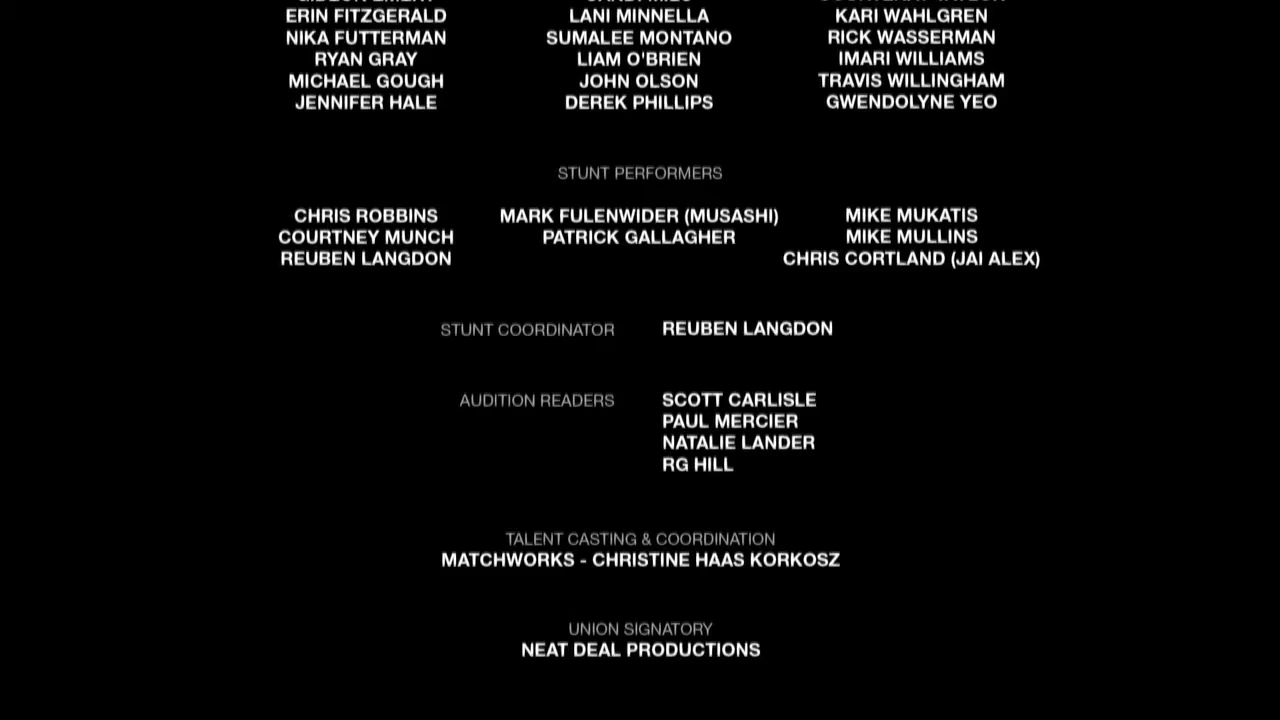 ERIN FITZGERALD LANI MINNELLA KARI WAHLGREN
NIKA FUTTERMAN SUMALEE MONTANO RICK WASSERMAN
RYAN GRAY LIAM O'BRIEN IMARI WILLIAMS
MICHAEL GOUGH JOHN OLSON TRAVIS WILLINGHAM
JENNIFER HALE DEREK PHILLIPS GWENDOLYNE YEO
STUNT PERFORMERS
CHRIS ROBBINS MARK FULENWIDER (MUSASHI) MIKE MUKATIS
COURTNEY MUNCH PATRICK GALLAGHER MIKE MULLINS
REUBEN LANGDON CHRIS CORTLAND (JAI ALEX)
STUNT COORDINATOR REUBEN LANGDON
AUDITION READERS SCOTT CARLISLE
PAUL MERCIER
NATALIE LANDER
RG HILL
TALENT CASTING & COORDINATION
MATCHWORKS - CHRISTINE HAAS KORKOSZ
UNION SIGNATORY
NEAT DEAL PRODUCTIONS